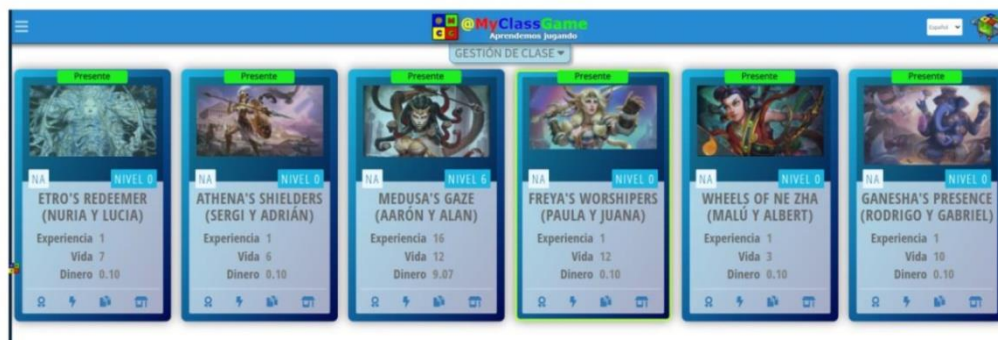 @MyClassGame
Aprendemos Jugando
Español
GESTIÓN DE CLASE
Presente
NA
NIVEL 0
ETRO'S REDEEMER
(NURIA Y LUCIA)
Experiencia 1
Vida 7
Dinero 0.10
Presente
NA
NIVEL 0
ATHENA'S SHIELDERS
(SERGI Y ADRIÁN)
Experiencia 1
Vida 6
Dinero 0.10
Presente
NA
NIVEL 6
MEDUSA'S GAZE
(AARÓN Y ALAN)
Experiencia 16
Vida 12
Dinero 9.07
Presente
NA
NIVEL 0
FREYA'S WORSHIPERS
(PAULA Y JUANA)
Experiencia 1
Vida 12
Dinero 0.10
Presente
NA
NIVEL 0
WHEELS OF NE ZHA
(MALÚ Y ALBERT)
Experiencia 1
Vida 3
Dinero 0.10
Presente
NA
NIVEL 0
GANESHA'S PRESENCE
(RODRIGO Y GABRIEL)
Experiencia 1
Vida 10
Dinero 0.10